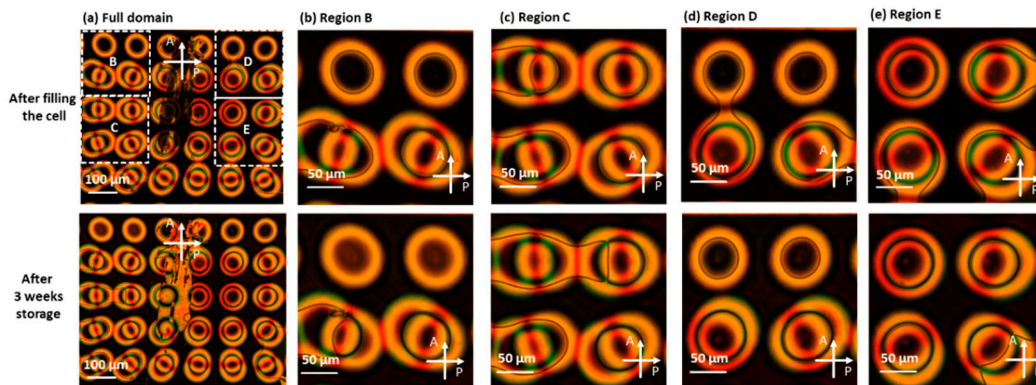 (a) Full domain
(b) Region B
(c) Region C
(d) Region D
(e) Region E
After filling
the cell
A
P
B
D
C
E
100 µm
50 µm
A
P
50 µm
A
P
50 µm
A
P
50 µm
A
P
After
3 weeks
storage
A
P
100 µm
50 µm
A
P
50 µm
A
P
50 µm
A
P
50 µm
A
P